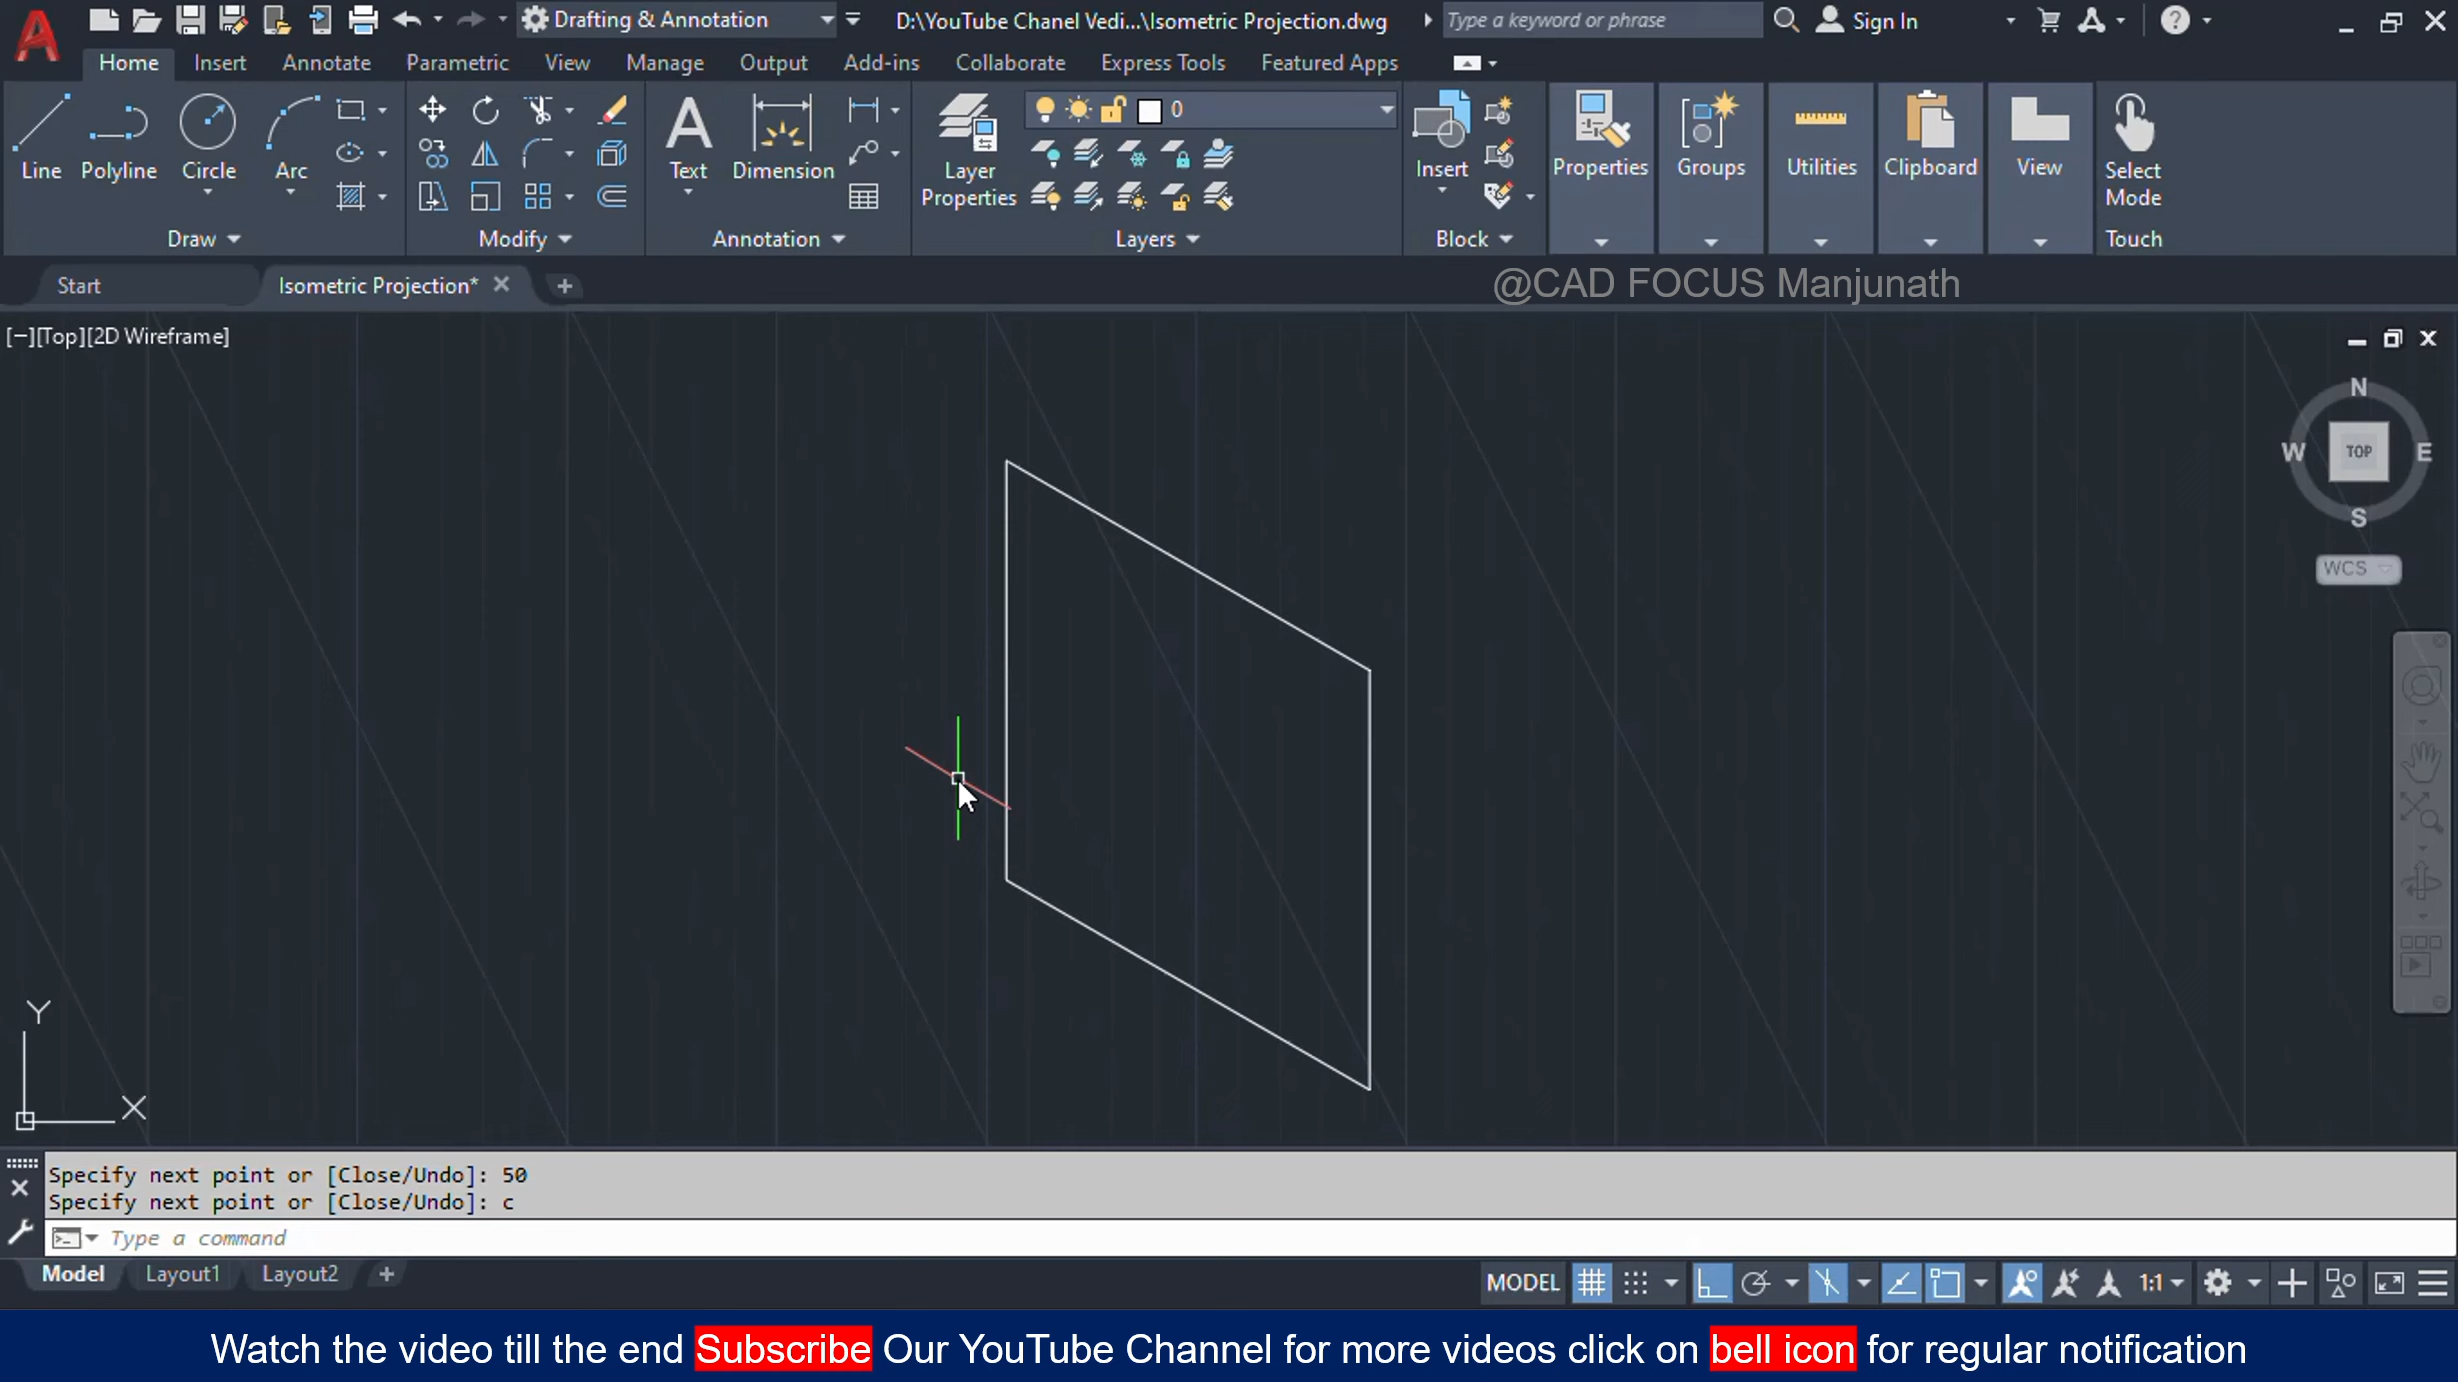 Drafting & Annotation
D:\YouTube Chanel Vedi...\Isometric Projection.dwg
Type a keyword or phrase
Sign In
Home Insert Annotate Parametric View Manage Output Add-ins Collaborate Express Tools Featured Apps
0
Line Polyline Circle Arc
Text Dimension
Layer Properties
Insert
Properties Groups Utilities Clipboard View
Select Mode
Draw Modify Annotation Layers Block Touch
Start Isometric Projection*
@CAD FOCUS Manjunath
[−][Top][2D Wireframe]
N
W TOP E
S
WCS
Y
X
Specify next point or [Close/Undo]: 50
Specify next point or [Close/Undo]: c
Type a command
Model Layout1 Layout2 +
MODEL 1:1
Watch the video till the end Subscribe Our YouTube Channel for more videos click on bell icon for regular notification